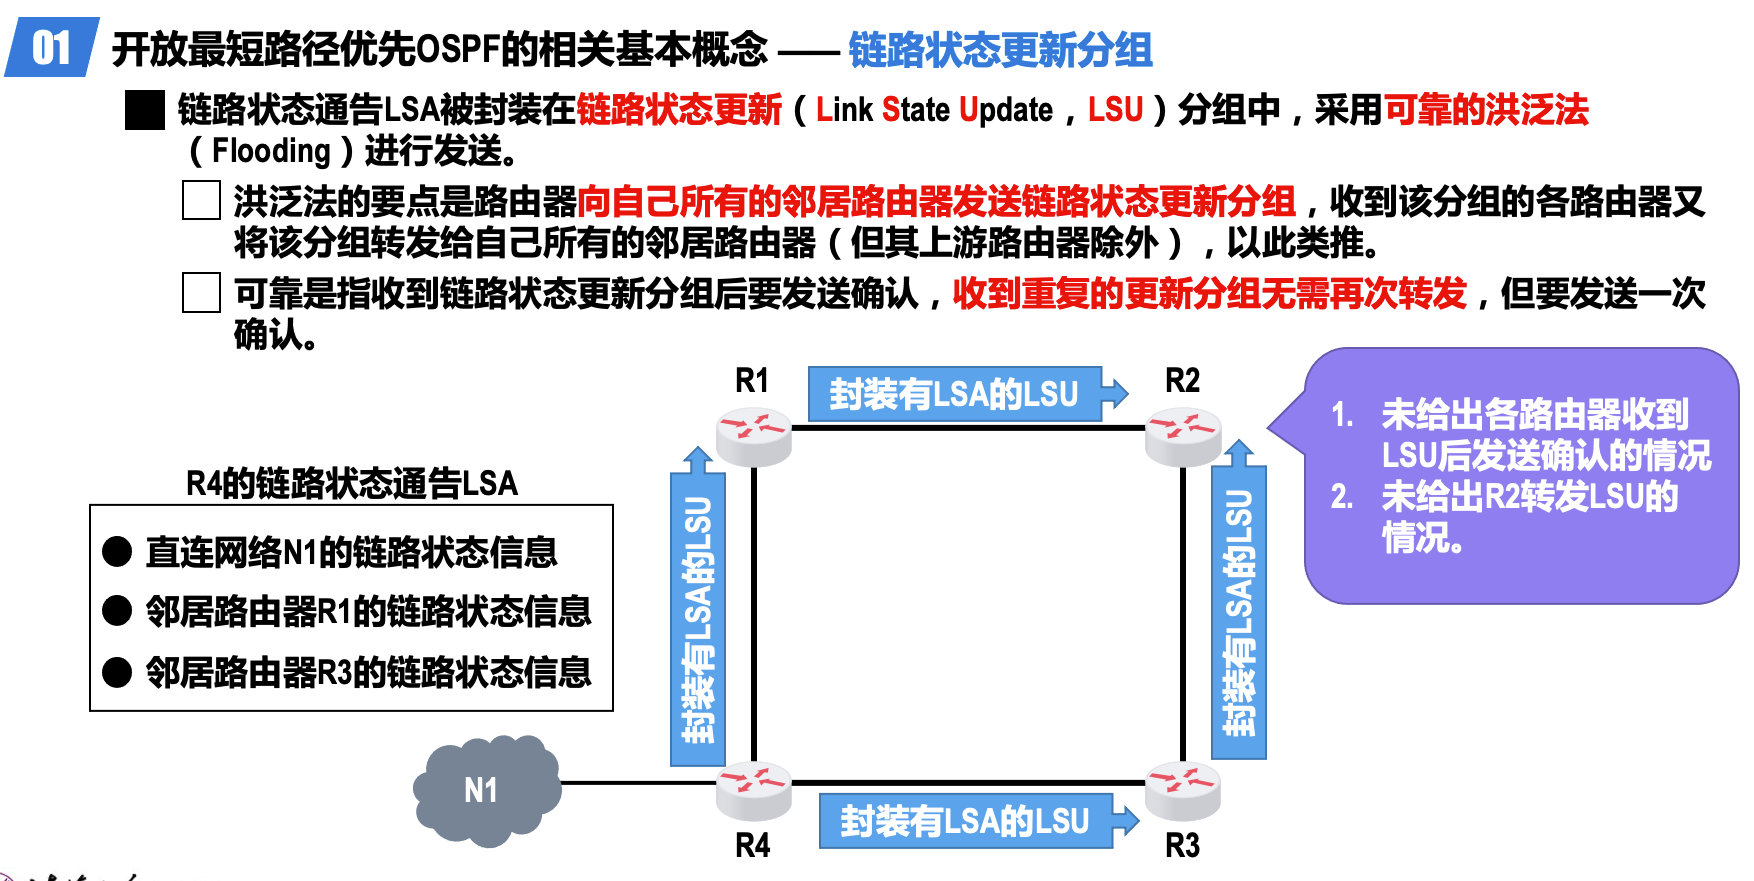 01
开放最短路径优先OSPF的相关基本概念 —— 链路状态更新分组
链路状态通告LSA被封装在链路状态更新（Link State Update，LSU）分组中，采用可靠的洪泛法
（Flooding）进行发送。
洪泛法的要点是路由器向自己所有的邻居路由器发送链路状态更新分组，收到该分组的各路由器又
将该分组转发给自己所有的邻居路由器（但其上游路由器除外），以此类推。
可靠是指收到链路状态更新分组后要发送确认，收到重复的更新分组无需再次转发，但要发送一次
确认。
R1
封装有LSA的LSU
R2
1. 未给出各路由器收到
LSU后发送确认的情况
2. 未给出R2转发LSU的
情况。
R4的链路状态通告LSA
直连网络N1的链路状态信息
邻居路由器R1的链路状态信息
邻居路由器R3的链路状态信息
封装有LSA的LSU
封装有LSA的LSU
N1
封装有LSA的LSU
R4
R3